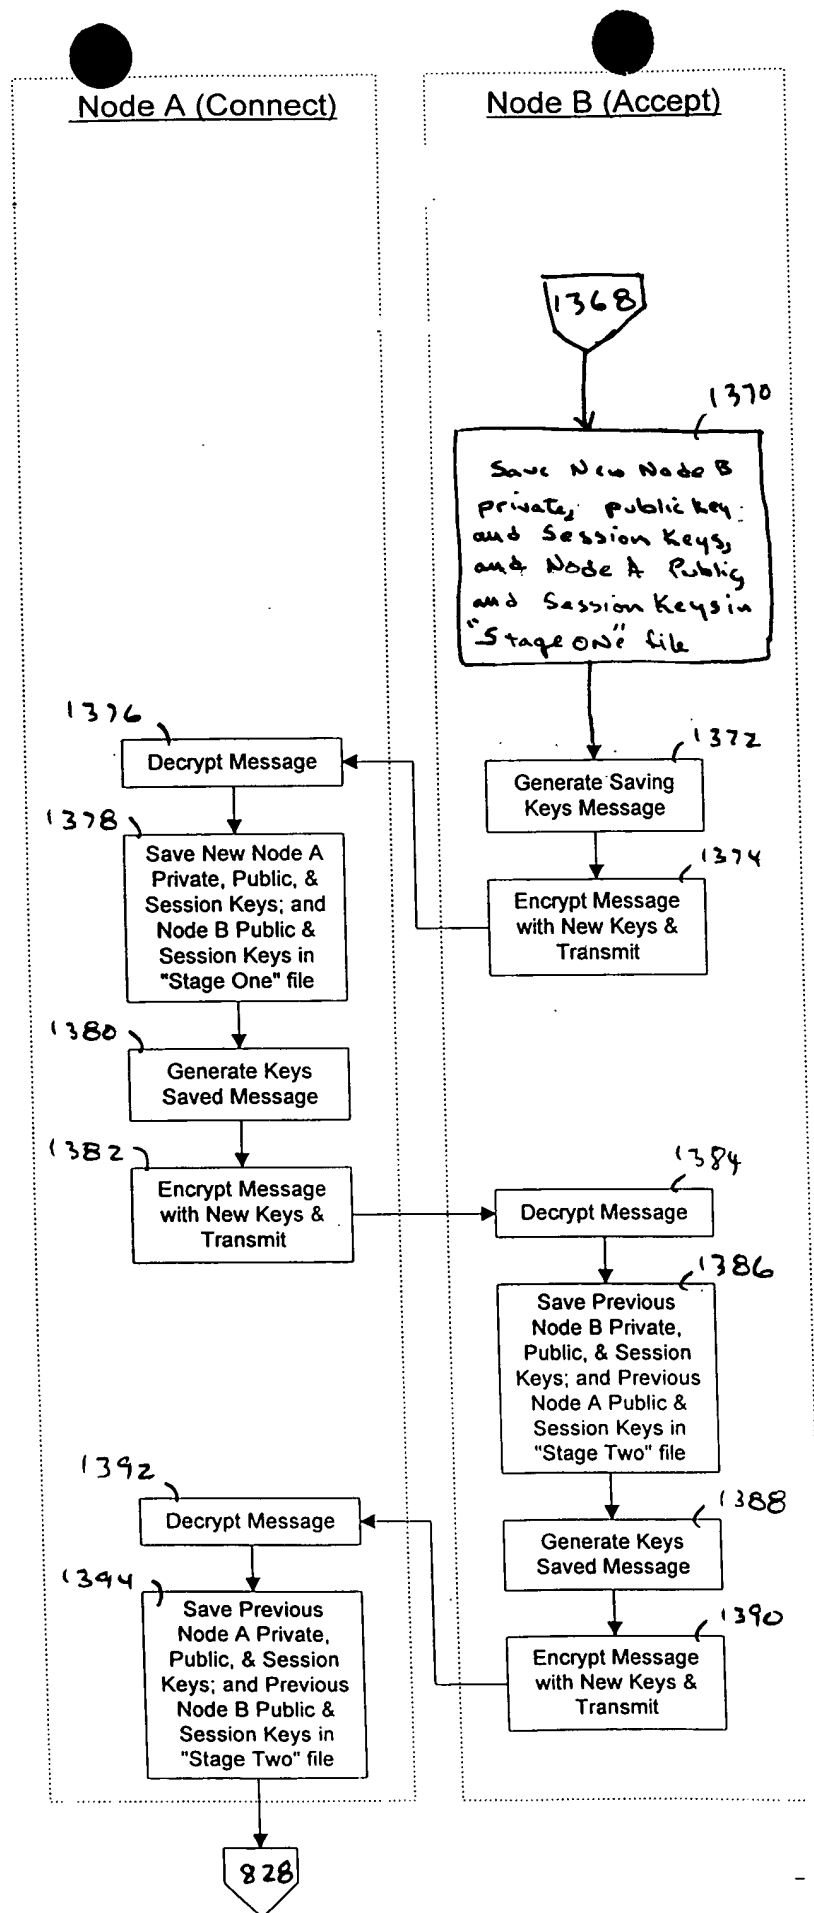 Node A (Connect)
Node B (Accept)
1368
1370
Save New Node B
private, public key
and Session Keys,
and Node A Public,
and Session Keys in
"Stage ONE" file
1376
Decrypt Message
1372
Generate Saving
Keys Message
1378
Save New Node A
Private, Public, &
Session Keys; and
Node B Public &
Session Keys in
"Stage One" file
1374
Encrypt Message
with New Keys &
Transmit
1380
Generate Keys
Saved Message
1382
Encrypt Message
with New Keys &
Transmit
1384
Decrypt Message
1386
Save Previous
Node B Private,
Public, & Session
Keys; and Previous
Node A Public &
Session Keys in
"Stage Two" file
1392
Decrypt Message
1388
Generate Keys
Saved Message
1394
Save Previous
Node A Private,
Public, & Session
Keys; and Previous
Node B Public &
Session Keys in
"Stage Two" file
1390
Encrypt Message
with New Keys &
Transmit
828